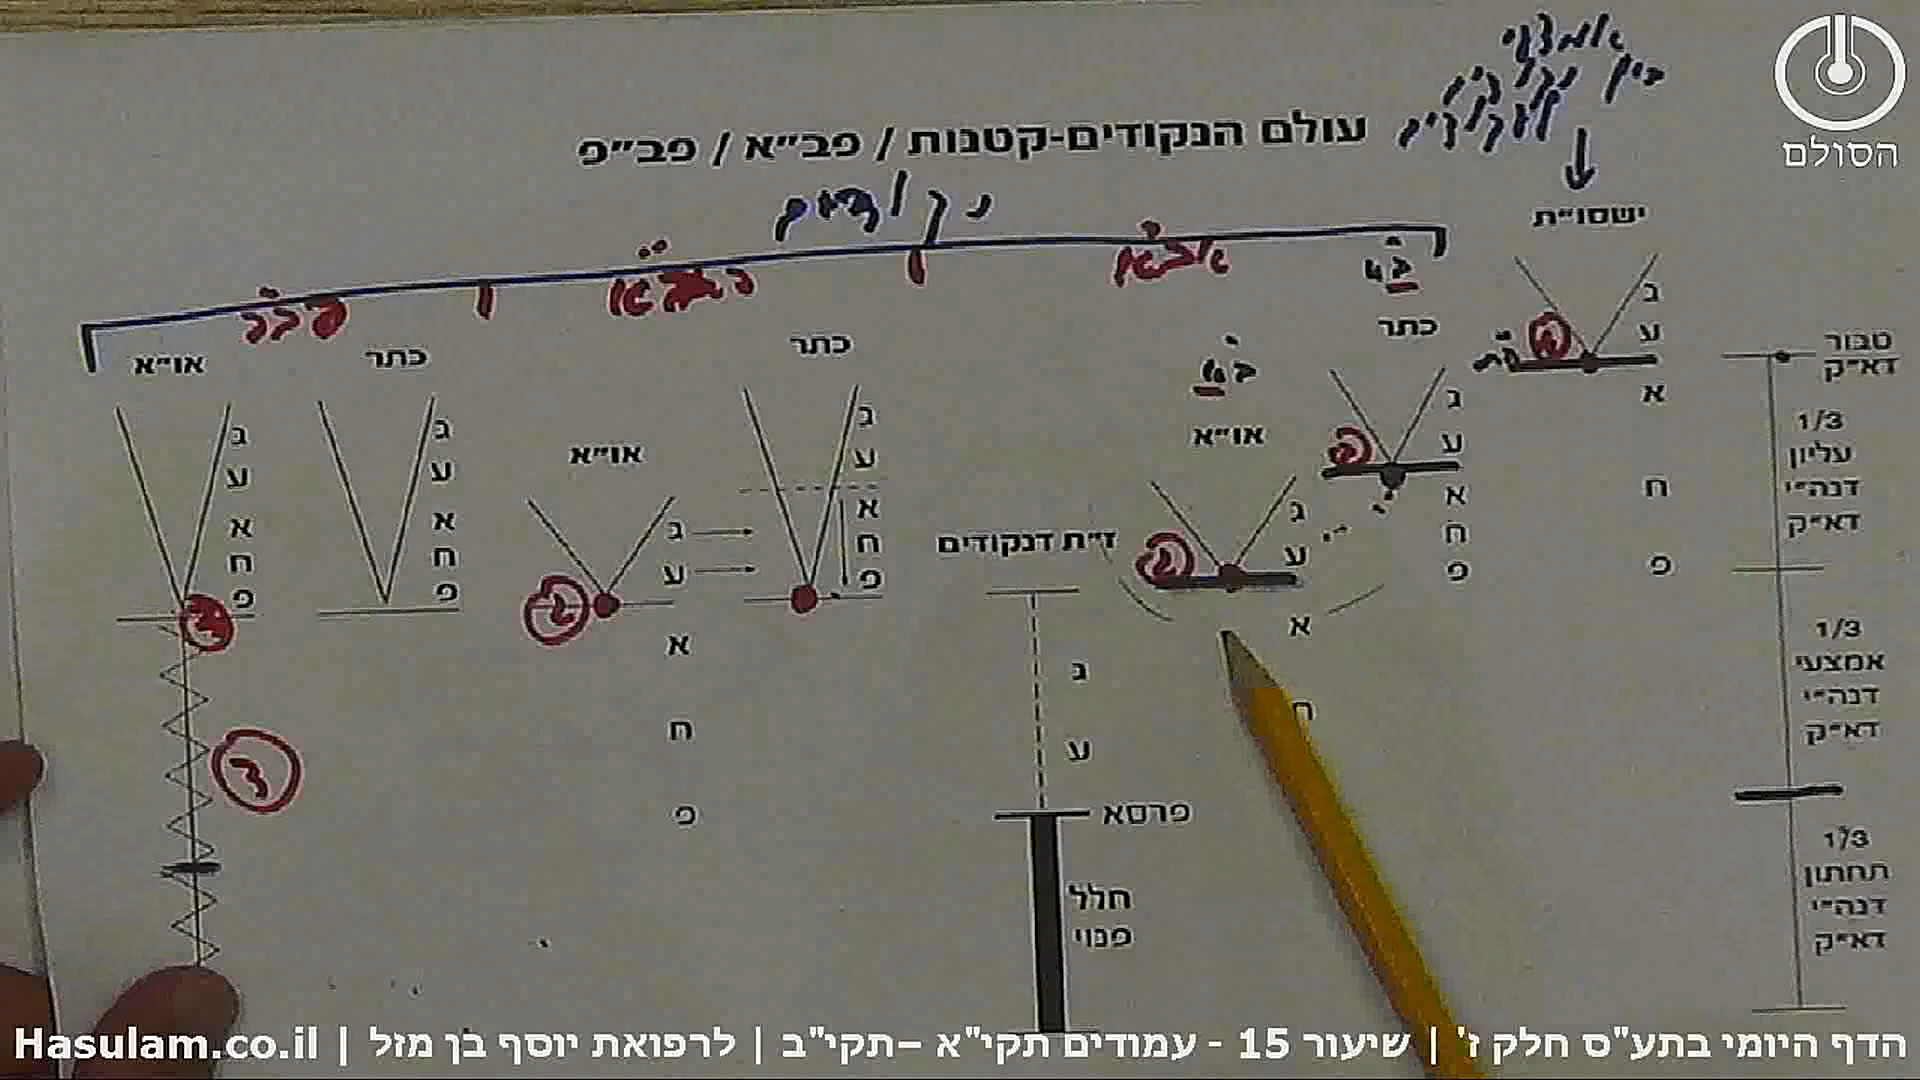 הסולם
עולם הנקודים-קטנות / פב"א / פב"פ
נקודים
ישסו"ת
ג
ע
א
ח
פ
טבור
דא"ק
1/3
עליון
דנה"י
דא"ק
1/3
אמצעי
דנה"י
דא"ק
1/3
תחתון
דנה"י
דא"ק
כתר
ג
ע
א
ח
פ
או"א
ג
ע
א
ח
ז"ת דנקודים
ג
ע
פרסא
חלל
פנוי
כתר
ג
ע
א
ח
פ
או"א
ג
ע
א
ח
פ
כתר
ג
ע
א
ח
פ
או"א
ג
ע
א
ח
פ
הדף היומי בתע"ס חלק ז' | שיעור 15 - עמודים תקי"א –תקי"ב | לרפואת יוסף בן מזל | Hasulam.co.il